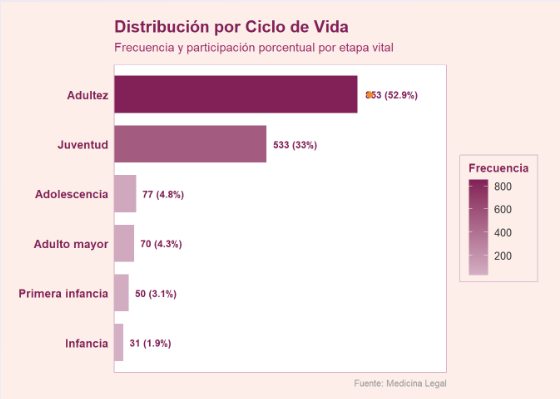 Distribución por Ciclo de Vida
Frecuencia y participación porcentual por etapa vital
Adultez
853 (52.9%)
Juventud
533 (33%)
Adolescencia
77 (4.8%)
Adulto mayor
70 (4.3%)
Primera infancia
50 (3.1%)
Infancia
31 (1.9%)
Frecuencia
800
600
400
200
Fuente: Medicina Legal